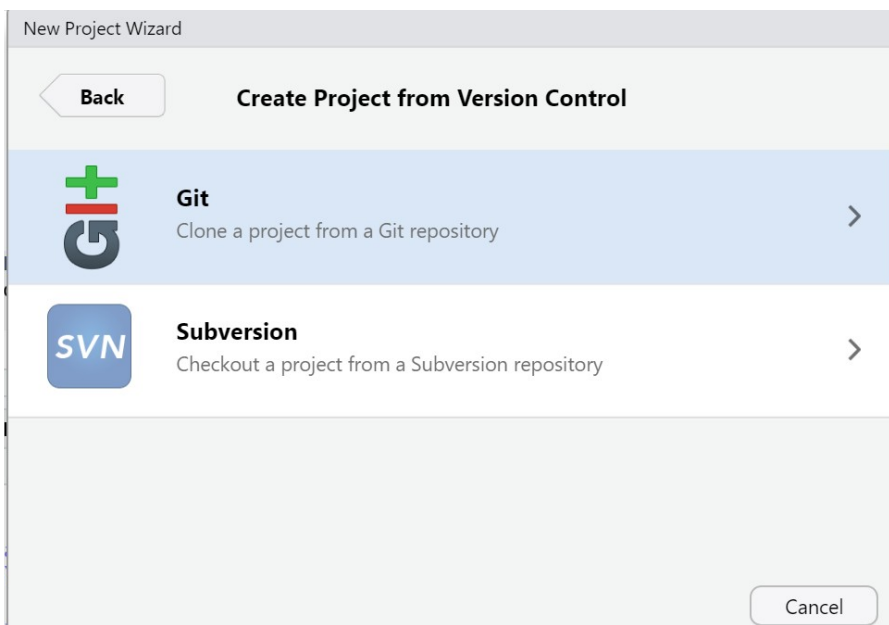 New Project Wizard
Back
Create Project from Version Control
Git
Git
Clone a project from a Git repository
SVN
Subversion
Checkout a project from a Subversion repository
Cancel